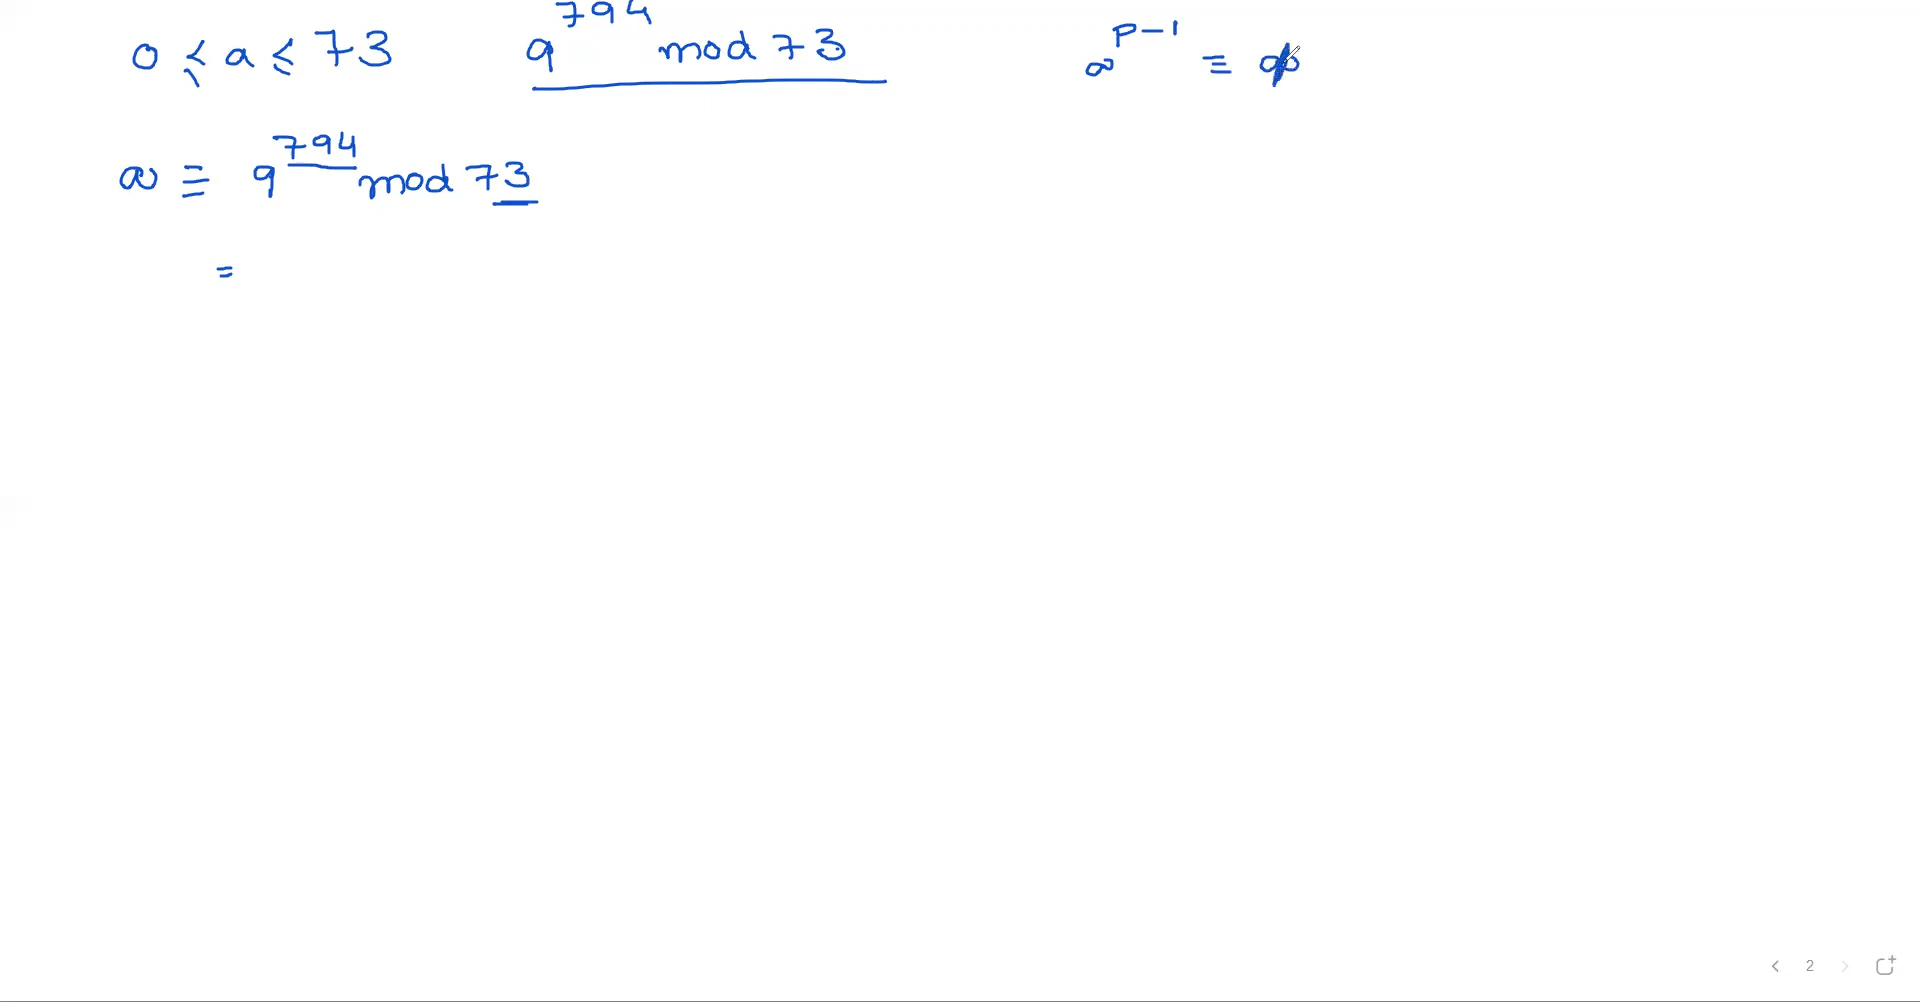 0 ≤ a ≤ 73 9^794 mod 73 a^P-1 ≡
a ≡ 9^794 mod 73
=
2